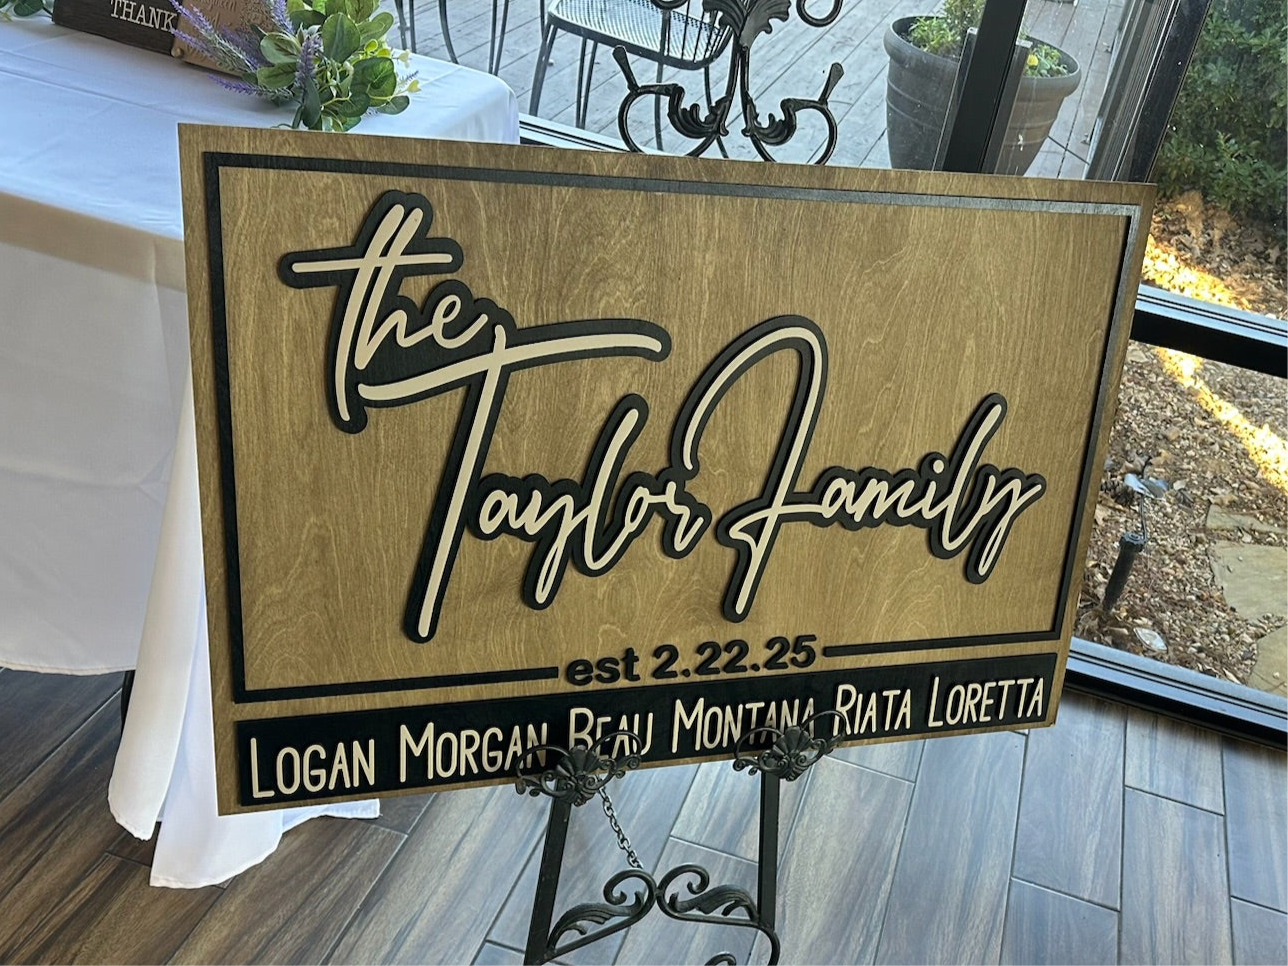 THANK
the
Taylor Family
est 2.22.25
LOGAN MORGAN BEAU MONTANA RIATA LORETTA